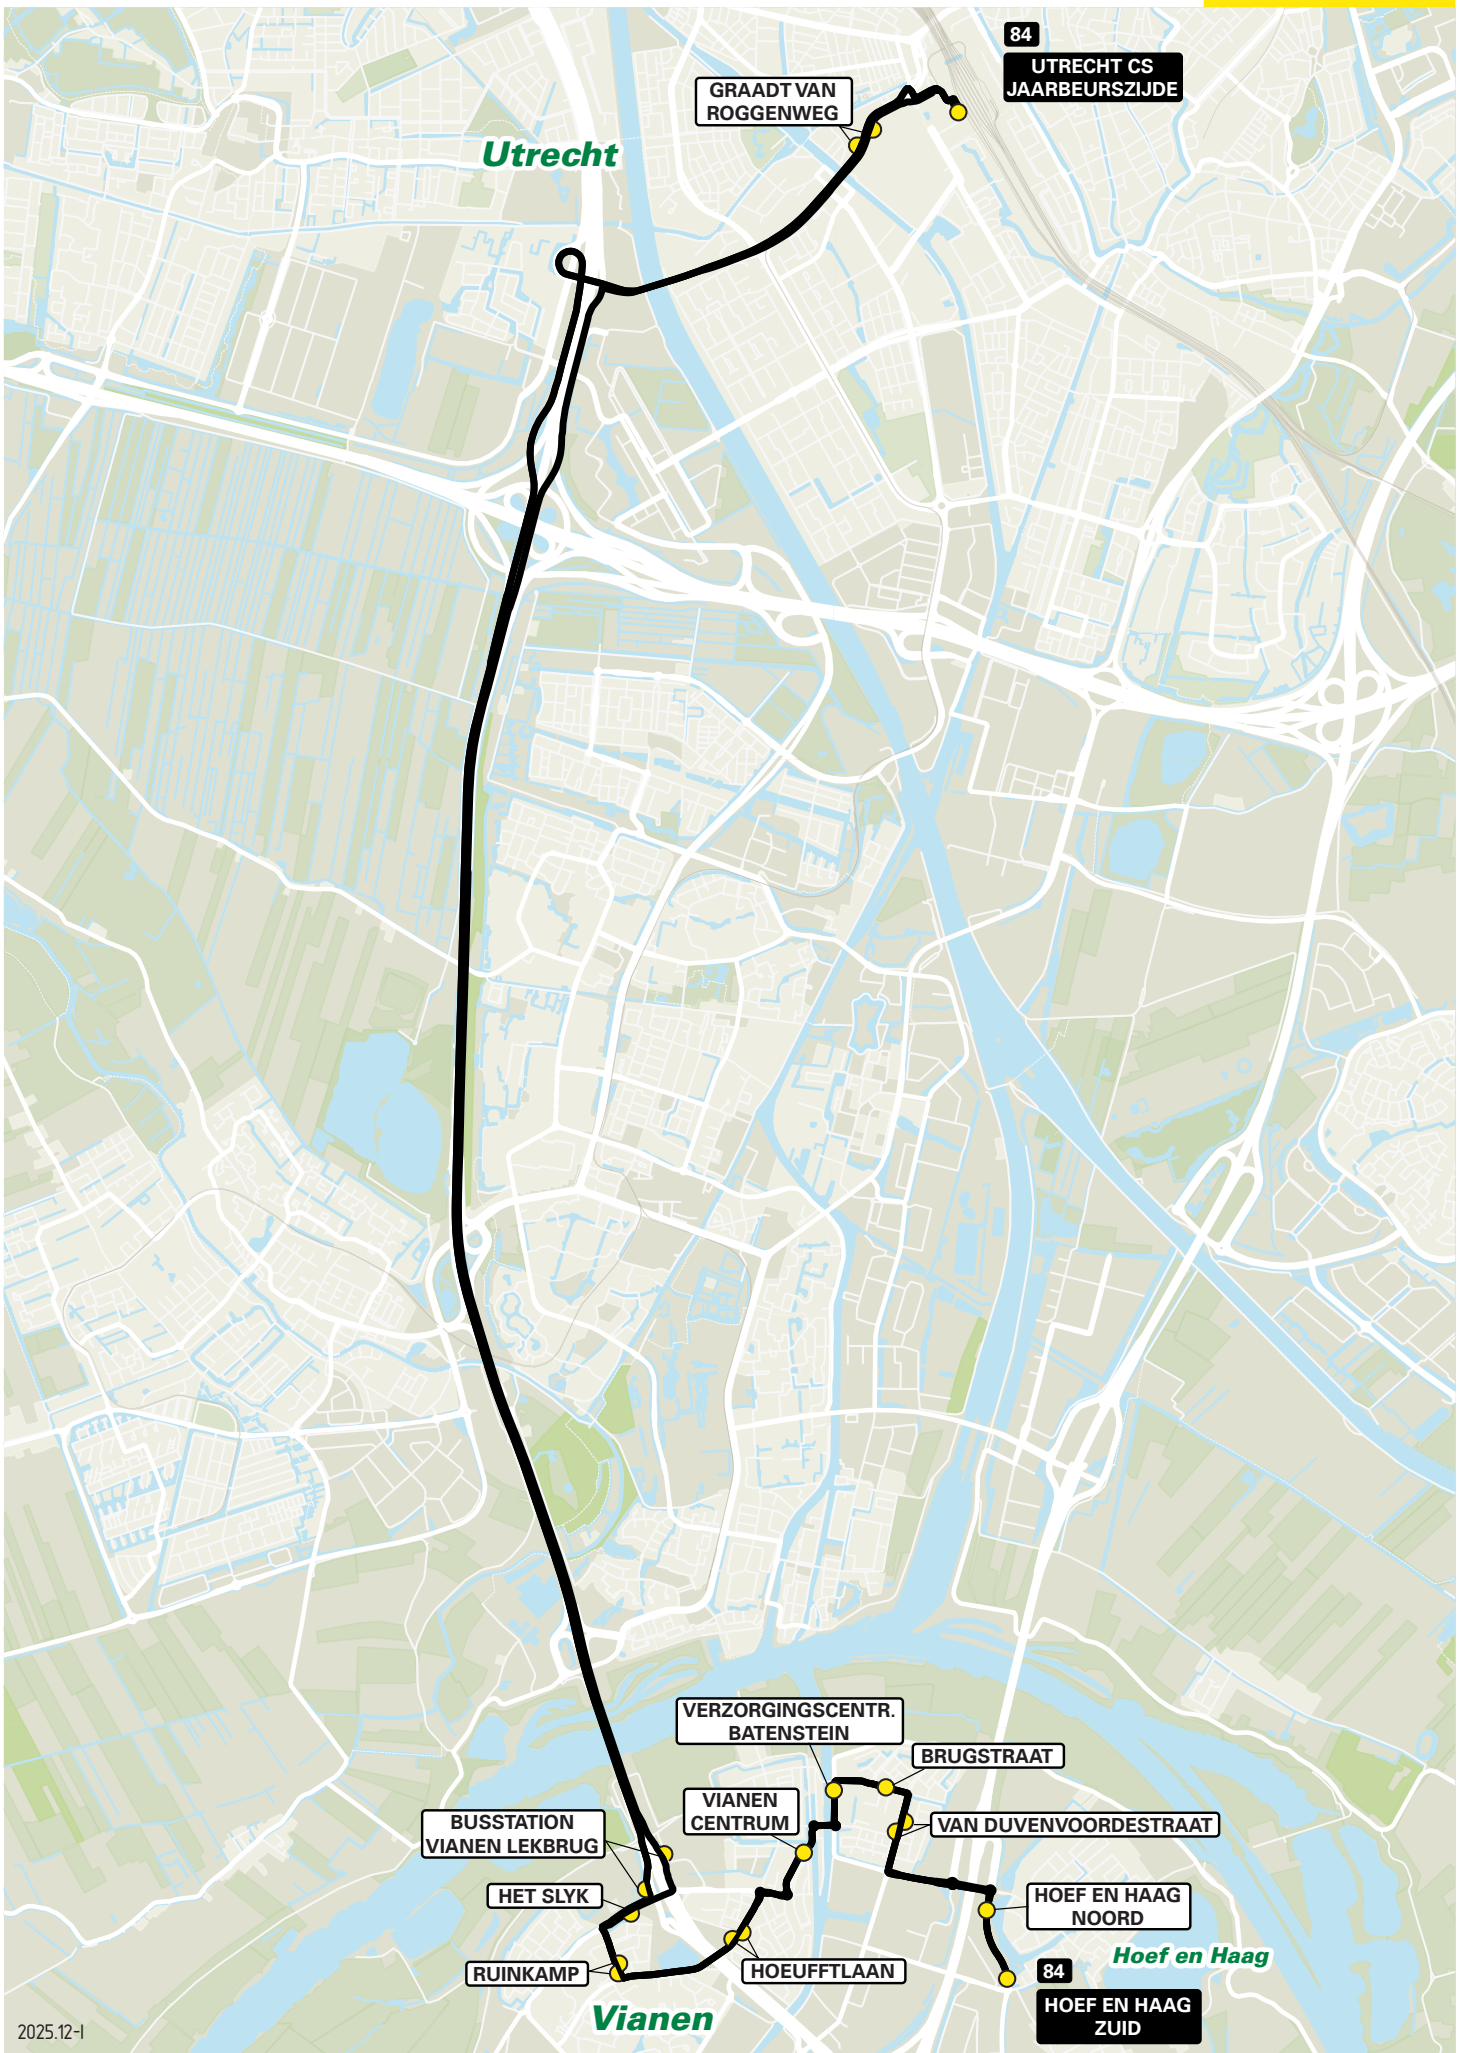 84
UTRECHT CS
JAARBEURSZIJDE
GRAADT VAN
ROGGENWEG
Utrecht
VERZORGINGSCENTR.
BATENSTEIN
BRUGSTRAAT
VIANEN
CENTRUM
BUSSTATION
VIANEN LEKBRUG
VAN DUVENVOORDESTRAAT
HET SLYK
HOEF EN HAAG
NOORD
Hoef en Haag
RUINKAMP
HOEUFFTLAAN
84
HOEF EN HAAG
ZUID
Vianen
2025.12-I